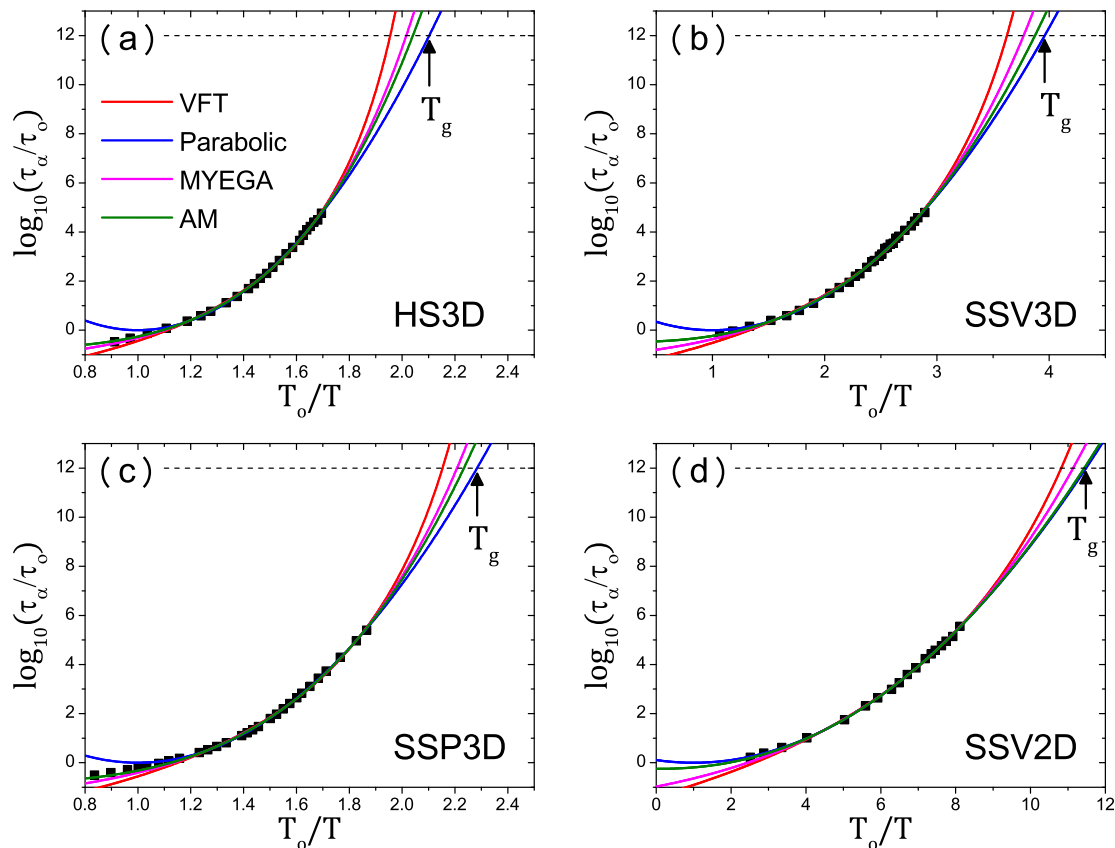 (a)
12
10
8
6
4
2
0
log₁₀(τ_α/τ_o)
VFT
Parabolic
MYEGA
AM
T_g
HS3D
0.8 1.0 1.2 1.4 1.6 1.8 2.0 2.2 2.4
T_o/T
(b)
12
10
8
6
4
2
0
log₁₀(τ_α/τ_o)
T_g
SSV3D
1 2 3 4
T_o/T
(c)
12
10
8
6
4
2
0
log₁₀(τ_α/τ_o)
T_g
SSP3D
0.8 1.0 1.2 1.4 1.6 1.8 2.0 2.2 2.4
T_o/T
(d)
12
10
8
6
4
2
0
log₁₀(τ_α/τ_o)
T_g
SSV2D
0 2 4 6 8 10 12
T_o/T